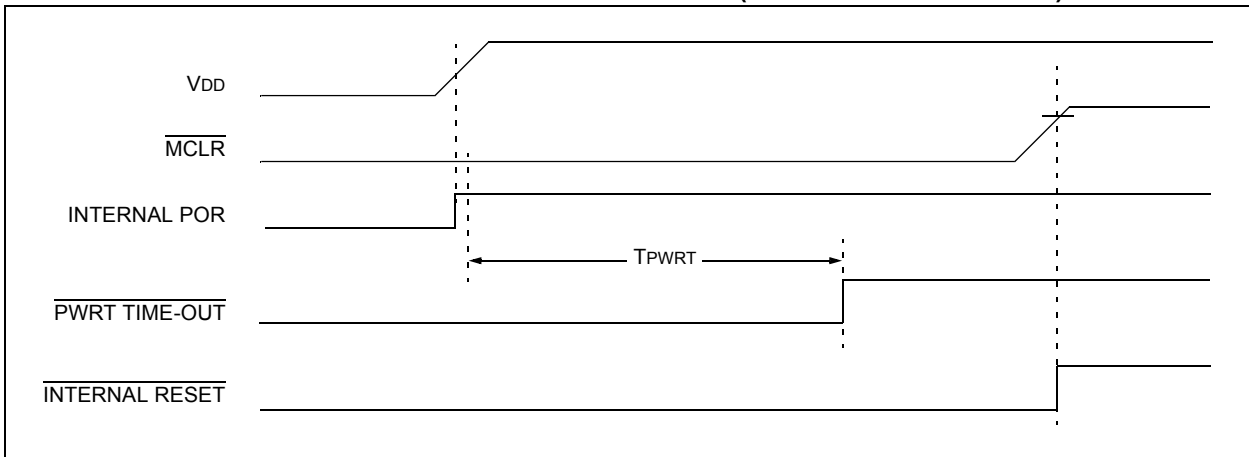 VDD
MCLR
INTERNAL POR
TPWRT
PWRT TIME-OUT
INTERNAL RESET